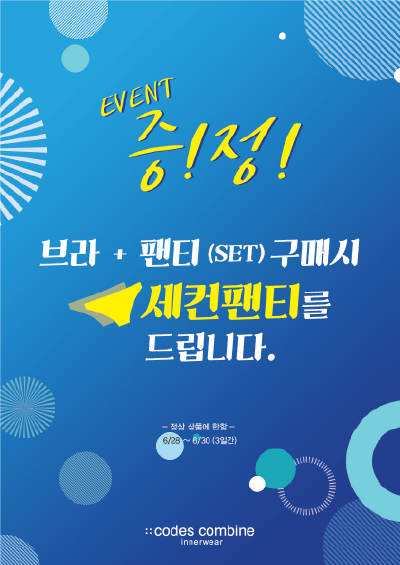 EVENT
증!정!
브라 + 팬티 (SET) 구매시
세컨팬티를
드립니다.
— 정상 상품에 한함 —
6/28 ~ 6/30 (3일간)
::codes combine
innerwear